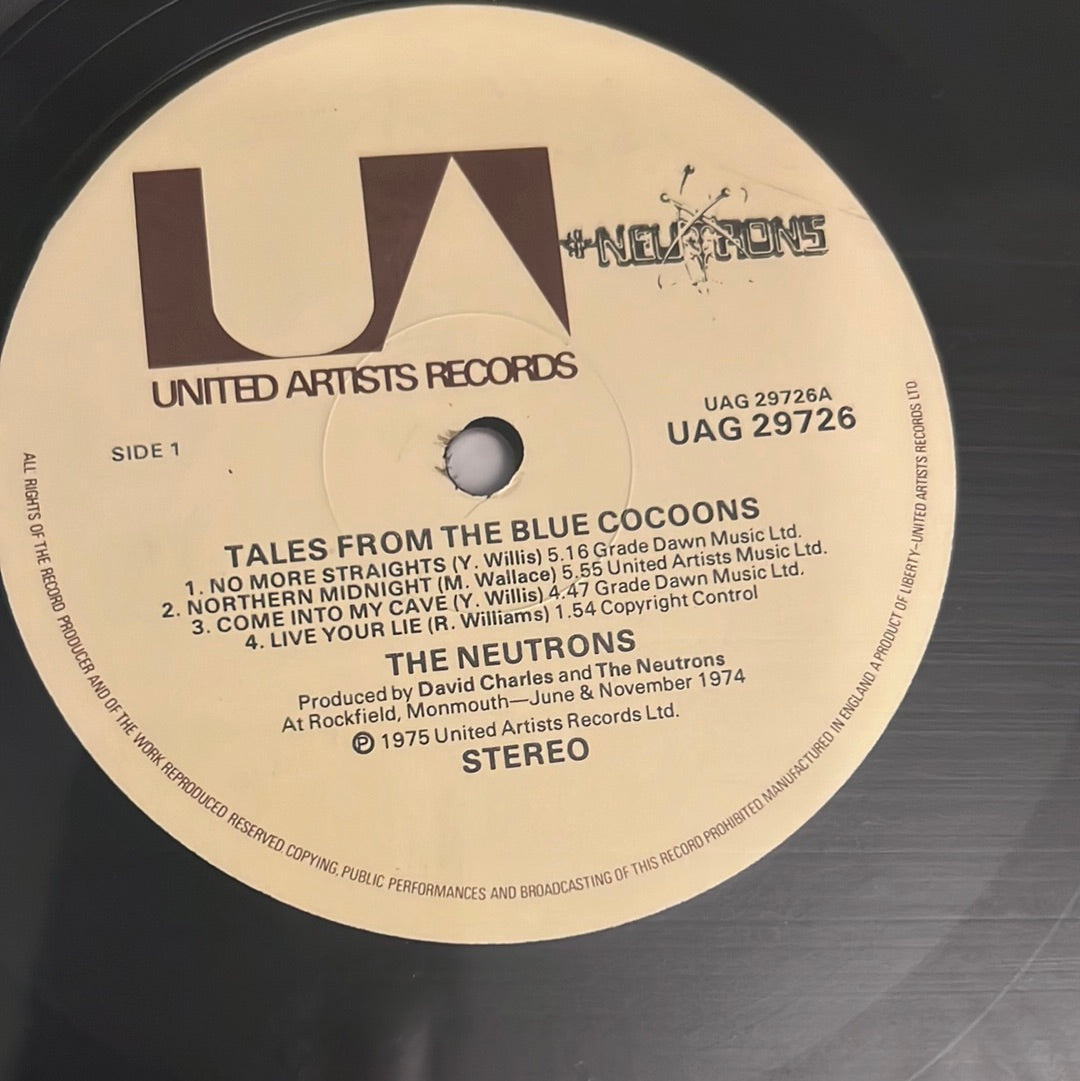 UA
NEUTRONS
UNITED ARTISTS RECORDS
UAG 29726A
UAG 29726
SIDE 1
TALES FROM THE BLUE COCOONS
1. NO MORE STRAIGHTS (Y. Willis) 5.16 Grade Dawn Music Ltd.
2. NORTHERN MIDNIGHT (M. Wallace) 5.55 United Artists Music Ltd.
3. COME INTO MY CAVE (Y. Willis) 4.47 Grade Dawn Music Ltd.
4. LIVE YOUR LIE (R. Williams) 1.54 Copyright Control
THE NEUTRONS
Produced by David Charles and The Neutrons
At Rockfield, Monmouth—June & November 1974
Ⓟ 1975 United Artists Records Ltd.
STEREO
ALL RIGHTS OF THE RECORD PRODUCER AND OF THE WORK REPRODUCED RESERVED. COPYING, PUBLIC PERFORMANCES AND BROADCASTING OF THIS RECORD PROHIBITED. MANUFACTURED IN ENGLAND A PRODUCT OF LIBERTY-UNITED ARTISTS RECORDS LTD.